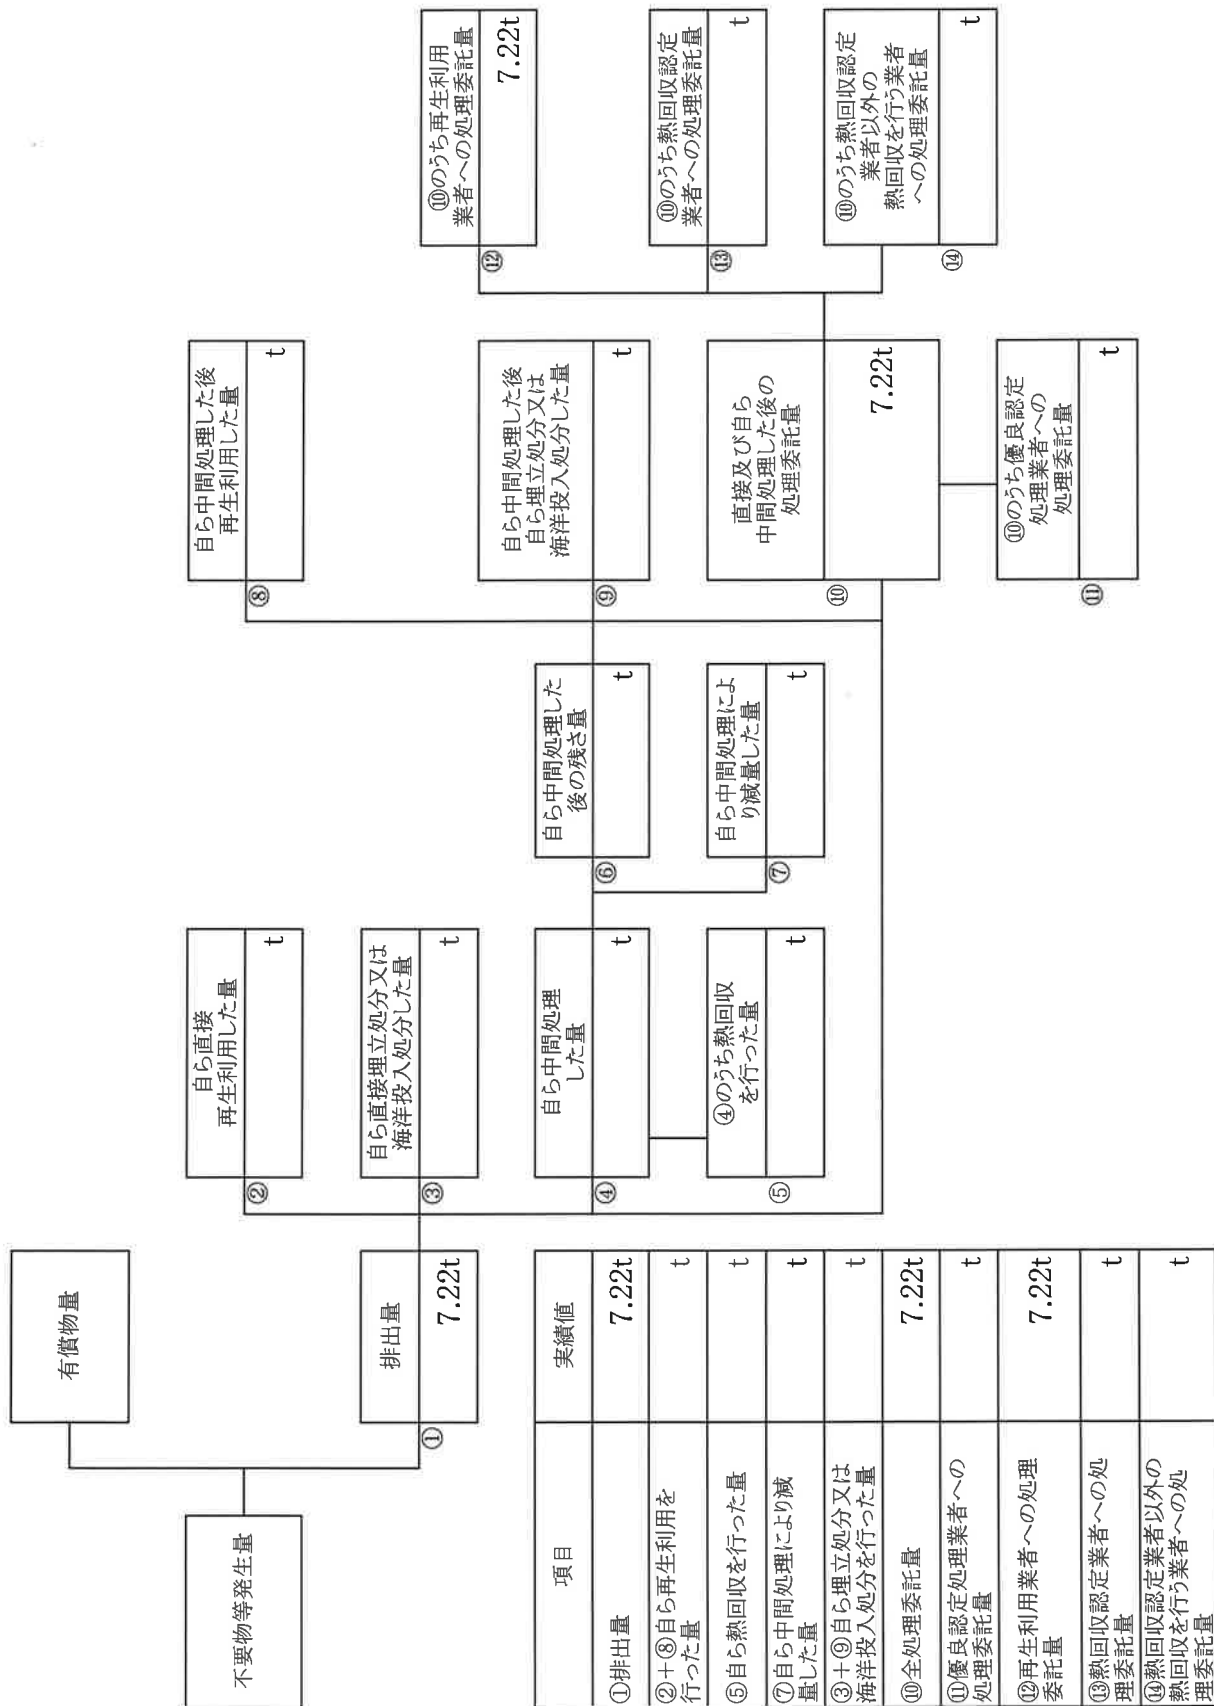 不要物等発生量
有償物量
①
排出量
7.22t
②
自ら直接
再生利用した量
t
③
自ら直接埋立処分又は
海洋投入処分した量
t
④
自ら中間処理
した量
t
⑤
④のうち熱回収
を行った量
t
⑥
自ら中間処理した
後の残さ量
t
⑦
自ら中間処理によ
り減量した量
t
⑧
自ら中間処理した後
再生利用した量
t
⑨
自ら中間処理した後
自ら埋立処分又は
海洋投入処分した量
t
⑩
直接及び自ら
中間処理した後の
処理委託量
7.22t
⑪
⑩のうち優良認定
処理業者への
処理委託量
t
⑫
⑩のうち再生利用
業者への処理委託量
7.22t
⑬
⑩のうち熱回収認定
業者への処理委託量
t
⑭
⑩のうち熱回収認定
業者以外の
熱回収を行う業者
への処理委託量
t
項目
実績値
①排出量
7.22t
②+⑧自ら再生利用を
行った量
t
⑤自ら熱回収を行った量
t
⑦自ら中間処理により減
量した量
t
③+⑨自ら埋立処分又は
海洋投入処分を行った量
t
⑩全処理委託量
7.22t
⑪優良認定処理業者への
処理委託量
t
⑫再生利用業者への処理
委託量
7.22t
⑬熱回収認定業者への処
理委託量
t
⑭熱回収認定業者以外の
熱回収を行う業者への処
理委託量
t